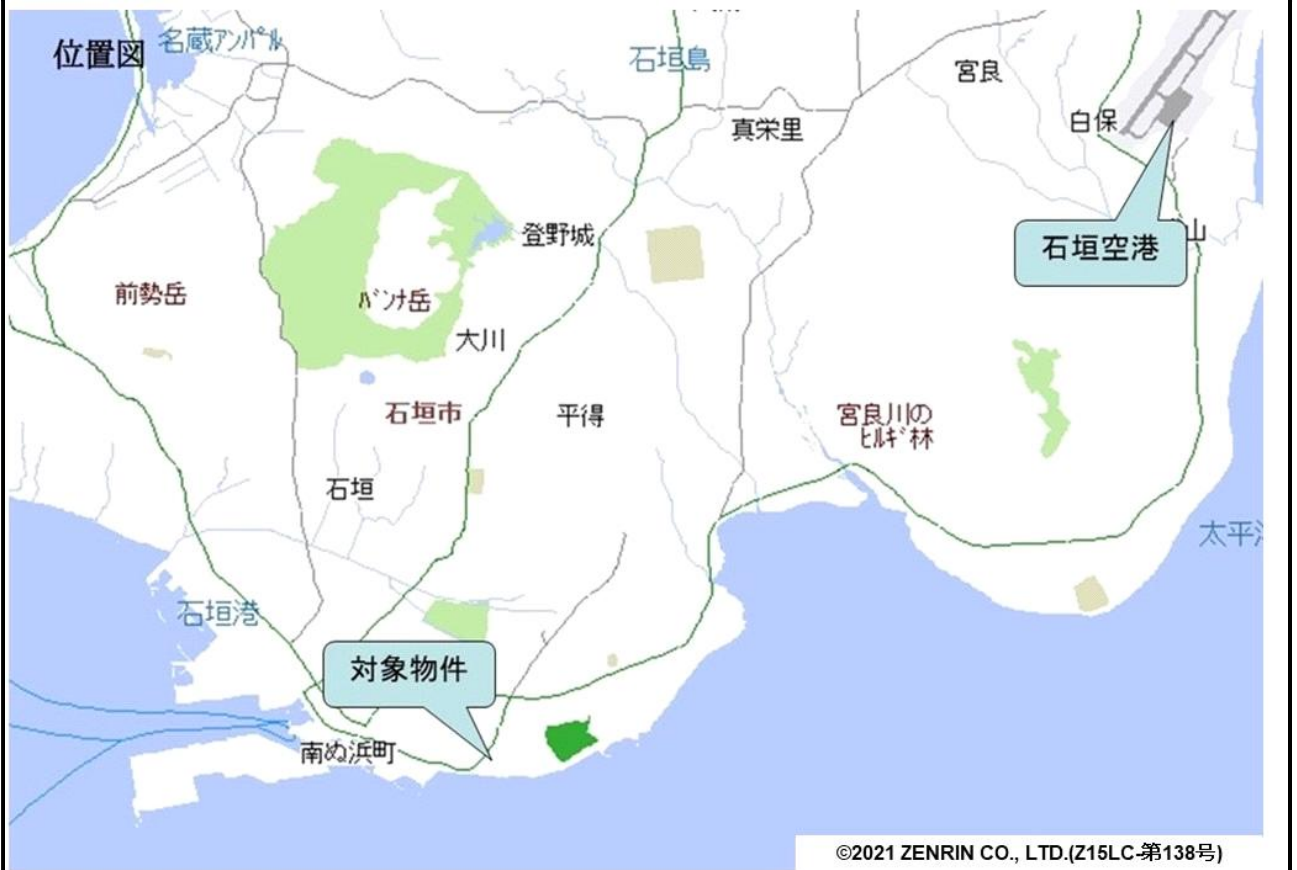 位置図
名蔵アンパル
石垣島
宮良
真栄里
白保
登野城
石垣空港
山
前勢岳
バンナ岳
大川
石垣市
平得
宮良川の
ヒルギ林
石垣
太平
石垣港
対象物件
南ぬ浜町
©2021 ZENRIN CO., LTD.(Z15LC-第138号)